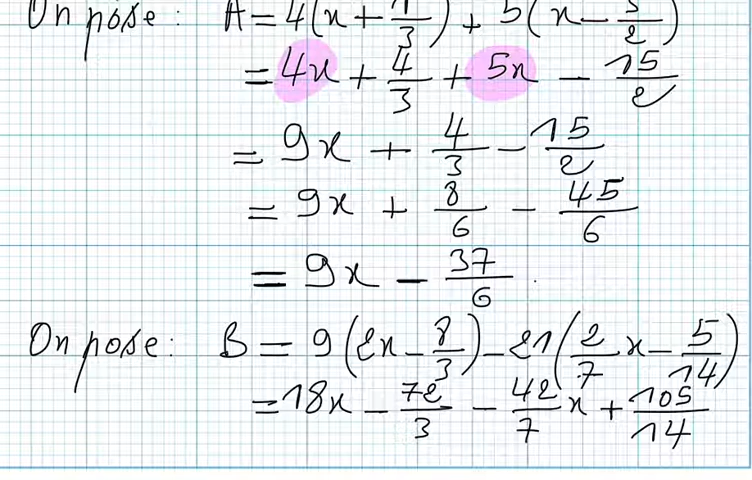 On pose : A = 4(x + 1/3) + 5(x - 3/2)
= 4x + 4/3 + 5x - 15/2
= 9x + 4/3 - 15/2
= 9x + 8/6 - 45/6
= 9x - 37/6
On pose : B = 9(2x - 8/3) - 21(2/7 x - 5/14)
= 18x - 72/3 - 42/7 x + 105/14